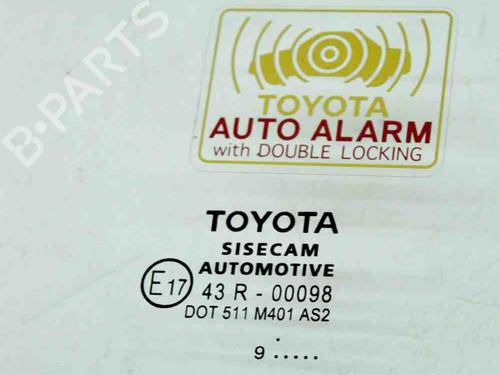 B-PARTS
TOYOTA
AUTO ALARM
with DOUBLE LOCKING
TOYOTA
SISECAM
AUTOMOTIVE
E17 43 R - 00098
DOT 511 M401 AS2
.
9 .....